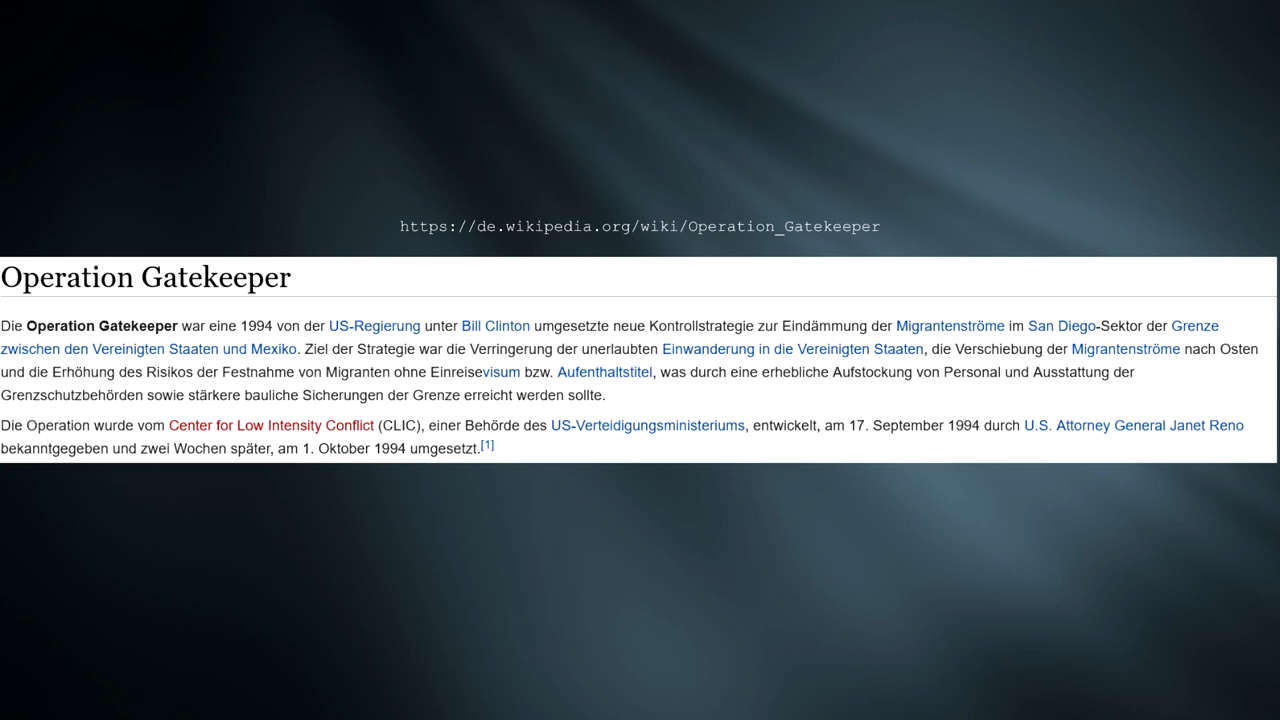 https://de.wikipedia.org/wiki/Operation_Gatekeeper
Operation Gatekeeper
Die Operation Gatekeeper war eine 1994 von der US-Regierung unter Bill Clinton umgesetzte neue Kontrollstrategie zur Eindämmung der Migrantenströme im San Diego-Sektor der Grenze
zwischen den Vereinigten Staaten und Mexiko. Ziel der Strategie war die Verringerung der unerlaubten Einwanderung in die Vereinigten Staaten, die Verschiebung der Migrantenströme nach Osten
und die Erhöhung des Risikos der Festnahme von Migranten ohne Einreisevisum bzw. Aufenthaltstitel, was durch eine erhebliche Aufstockung von Personal und Ausstattung der
Grenzschutzbehörden sowie stärkere bauliche Sicherungen der Grenze erreicht werden sollte.
Die Operation wurde vom Center for Low Intensity Conflict (CLIC), einer Behörde des US-Verteidigungsministeriums, entwickelt, am 17. September 1994 durch U.S. Attorney General Janet Reno
bekanntgegeben und zwei Wochen später, am 1. Oktober 1994 umgesetzt.[1]